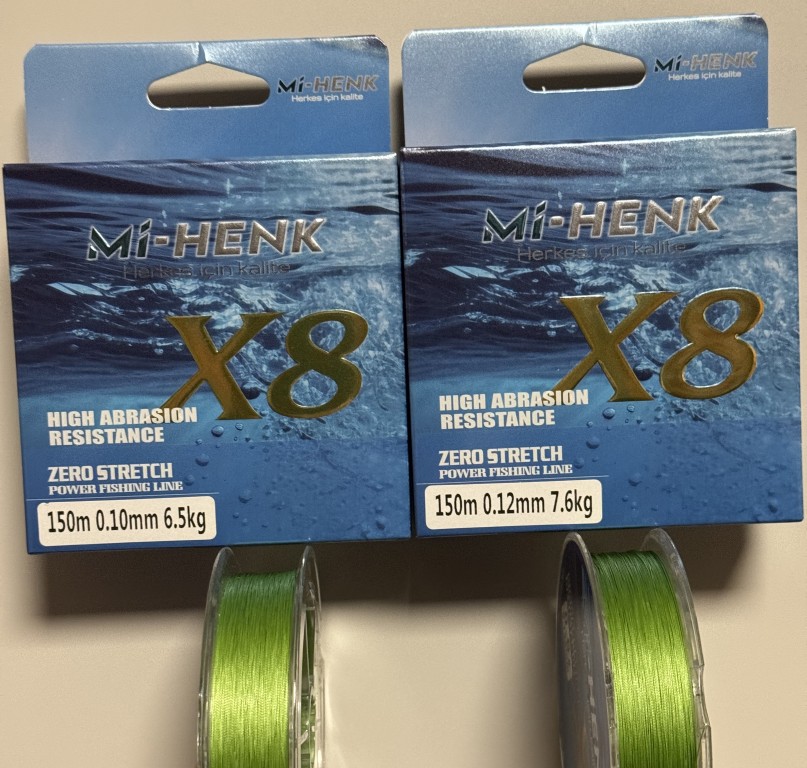 Mi-HENK
Herkes için kalite
Mi-HENK
Herkes için kalite
X8
HIGH ABRASION
RESISTANCE
ZERO STRETCH
POWER FISHING LINE
150m 0.10mm 6.5kg
Mi-HENK
Herkes için kalite
Mi-HENK
Herkes için kalite
X8
HIGH ABRASION
RESISTANCE
ZERO STRETCH
POWER FISHING LINE
150m 0.12mm 7.6kg